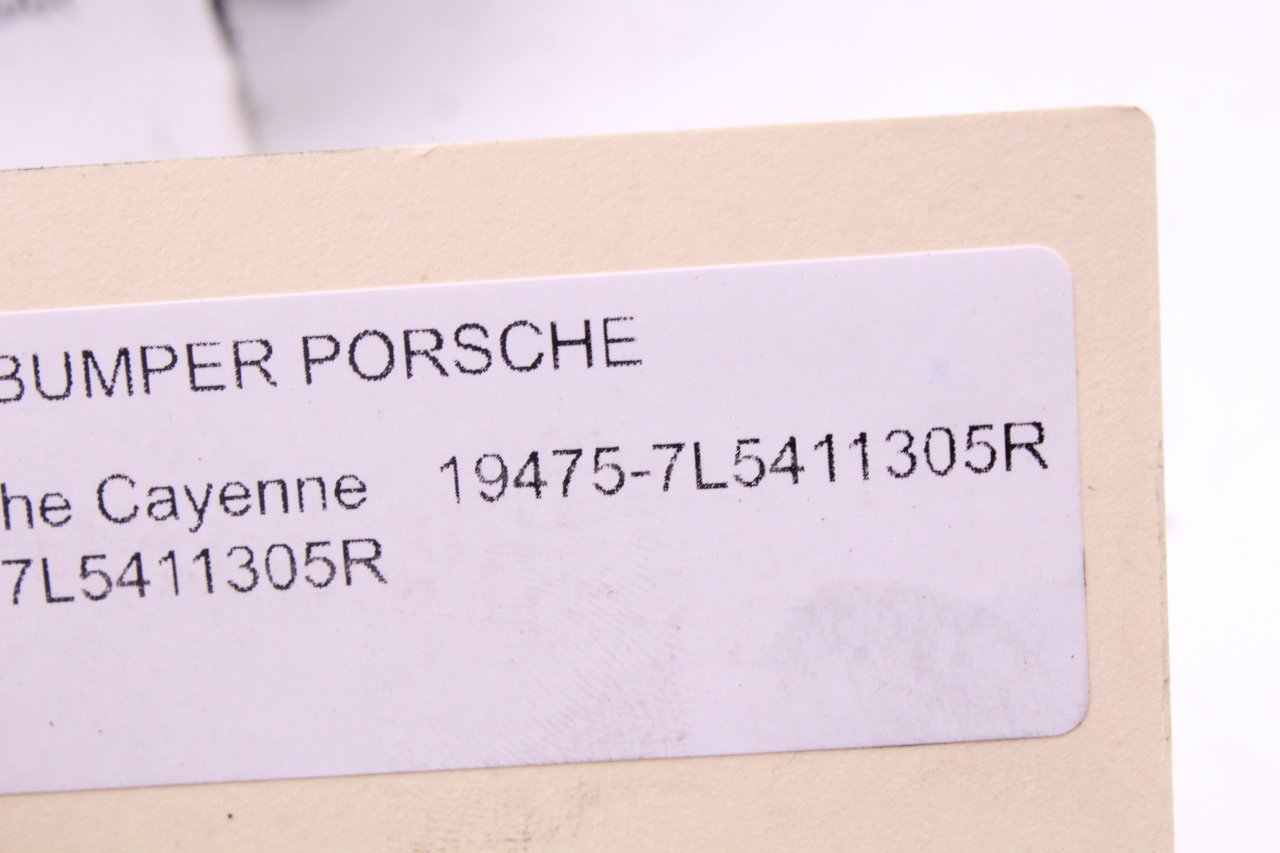 BUMPER PORSCHE
he Cayenne 19475-7L5411305R
7L5411305R